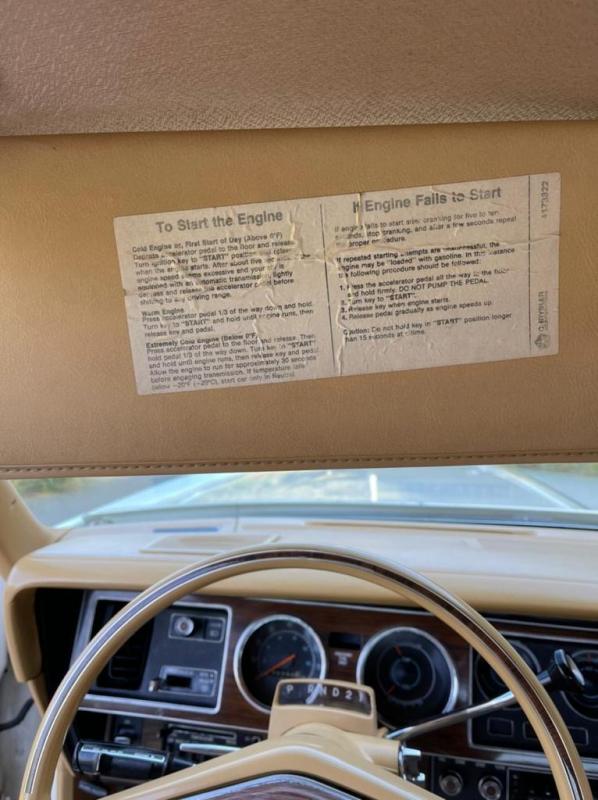 To Start the Engine
Cold Engine or, First Start of Day (Above 0°F)
Depress accelerator pedal to the floor and release.
Turn ignition key to "START" position and release
when the engine starts. After about five
engine speed seems excessive and your
equipped with an automatic transmission, lightly
depress and release the accelerator pedal before
shifting to any driving range.
Warm Engine
Press accelerator pedal 1/3 of the way down and hold.
Turn key to "START" and hold until engine runs, then
release key and pedal.
Extremely Cold Engine (Below 0°F)
Press accelerator pedal to the floor and release. Then
hold pedal 1/3 of the way down. Turn key to "START"
and hold until engine runs, then release key and pedal
Allow the engine to run for approximately 30 seconds
before engaging transmission. If temperature
below -20°F (-29°C), start car only in Neutral.
If Engine Fails to Start
If engine fails to start after cranking for five to ten
seconds, stop cranking, and after a few seconds repeat
proper procedure.
If repeated starting attempts are unsuccessful, the
engine may be "loaded" with gasoline. In this instance
the following procedure should be followed:
1. Press the accelerator pedal all the way to the floor
and hold firmly. DO NOT PUMP THE PEDAL.
2. Turn key to "START".
3. Release key when engine starts.
4. Release pedal gradually as engine speeds up.
Caution: Do not hold key in "START" position longer
than 15 seconds at a time.
4173322
CHRYSLER
P R N D 2 1